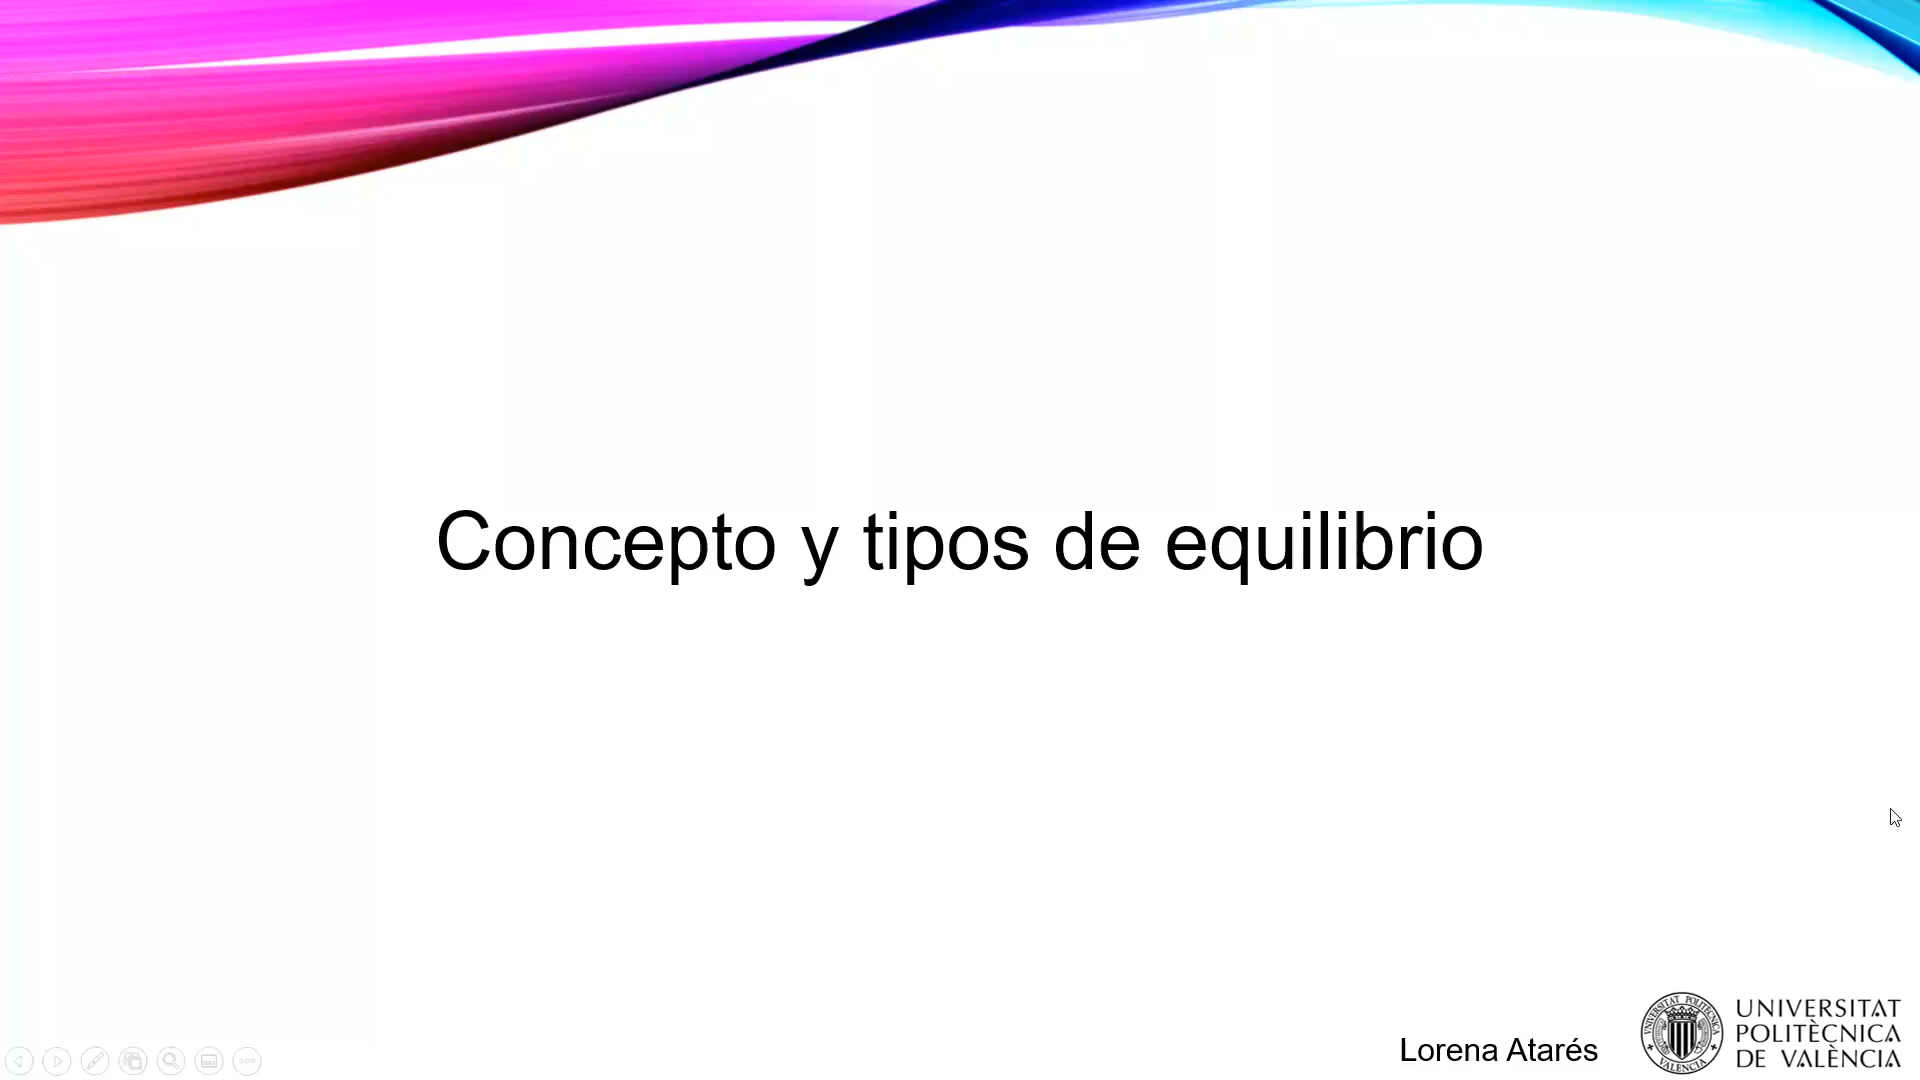 Concepto y tipos de equilibrio
Lorena Atarés
UNIVERSITAT
POLITÈCNICA
DE VALÈNCIA